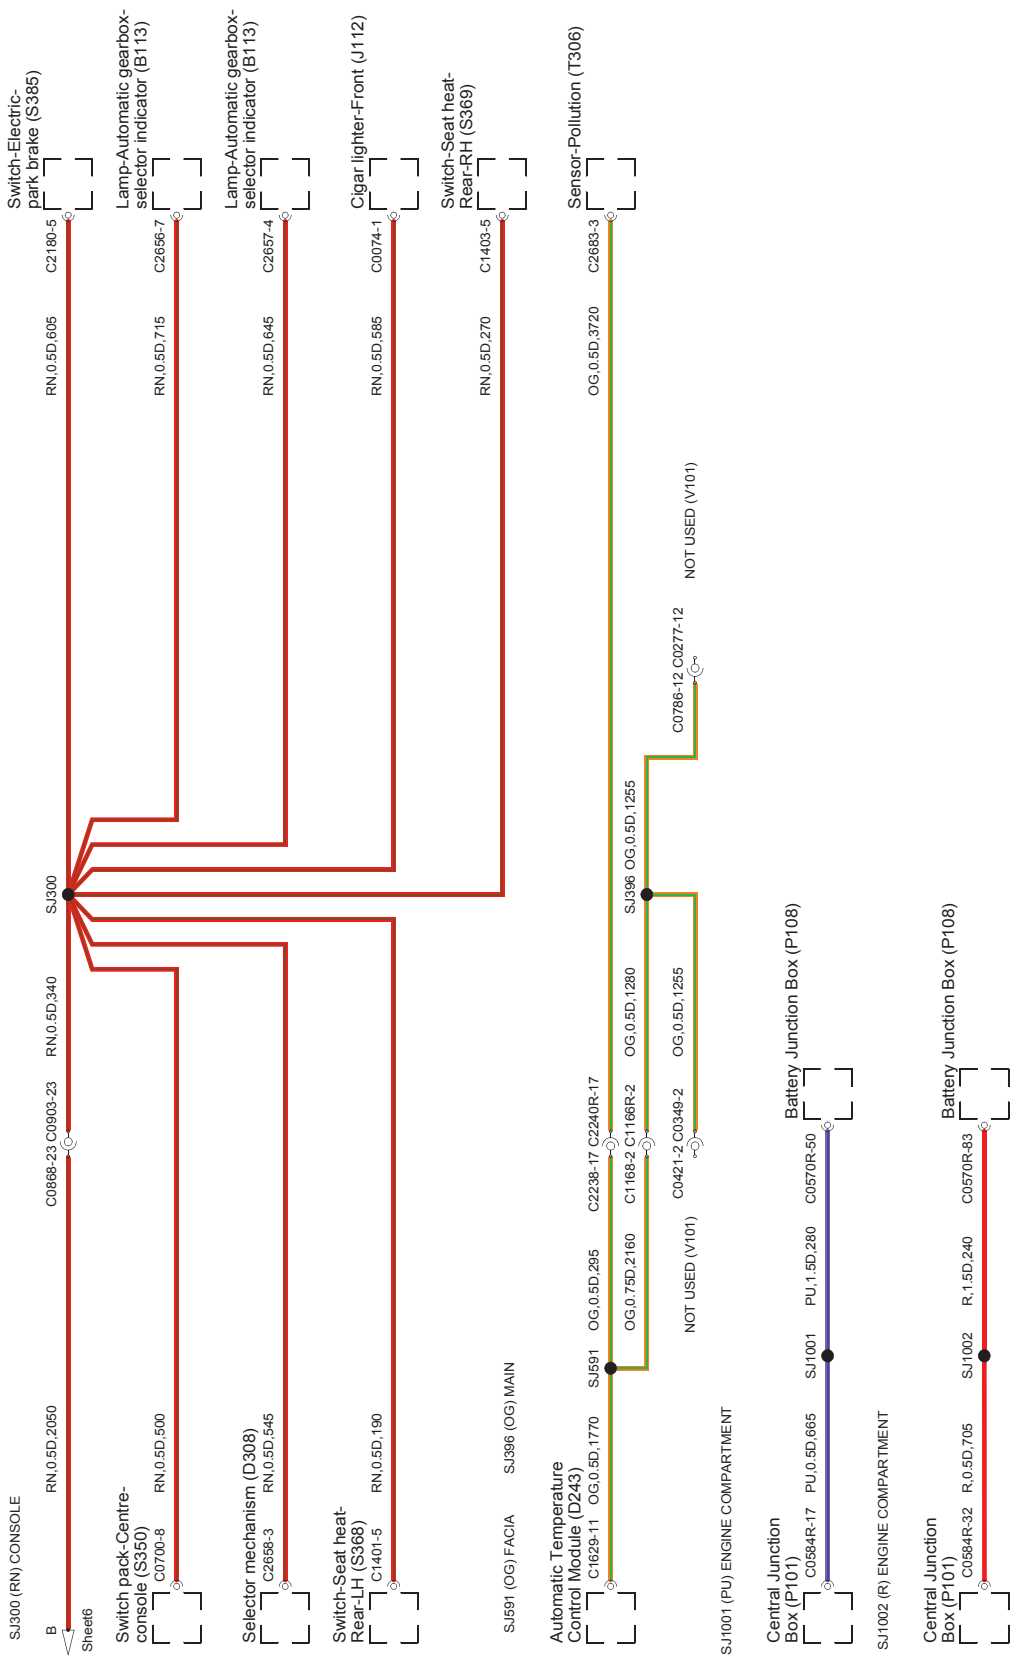 SJ300 (RN) CONSOLE
B
Sheet6
RN,0.5D,2050
C0868-23
C0903-23
RN,0.5D,340
SJ300
RN,0.5D,605
C2180-5
Switch-Electric-
park brake (S385)
Switch pack-Centre-
console (S350)
C0700-8
RN,0.5D,500
RN,0.5D,715
C2656-7
Lamp-Automatic gearbox-
selector indicator (B113)
Selector mechanism (D308)
C2658-3
RN,0.5D,545
RN,0.5D,645
C2657-4
Lamp-Automatic gearbox-
selector indicator (B113)
Switch-Seat heat-
Rear-LH (S368)
C1401-5
RN,0.5D,190
RN,0.5D,585
C0074-1
Cigar lighter-Front (J112)
RN,0.5D,270
C1403-5
Switch-Seat heat-
Rear-RH (S369)
SJ591 (OG) FACIA
SJ396 (OG) MAIN
Automatic Temperature
Control Module (D243)
C1629-11
OG,0.5D,1770
SJ591
OG,0.5D,295
C2238-17
C2240R-17
OG,0.5D,3720
C2683-3
Sensor-Pollution (T306)
OG,0.75D,2160
C1168-2
C1166R-2
OG,0.5D,1280
SJ396
OG,0.5D,1255
NOT USED (V101)
C0421-2
C0349-2
OG,0.5D,1255
C0786-12
C0277-12
NOT USED (V101)
SJ1001 (PU) ENGINE COMPARTMENT
Central Junction
Box (P101)
C0584R-17
PU,0.5D,665
SJ1001
PU,1.5D,280
C0570R-50
Battery Junction Box (P108)
SJ1002 (R) ENGINE COMPARTMENT
Central Junction
Box (P101)
C0584R-32
R,0.5D,705
SJ1002
R,1.5D,240
C0570R-83
Battery Junction Box (P108)